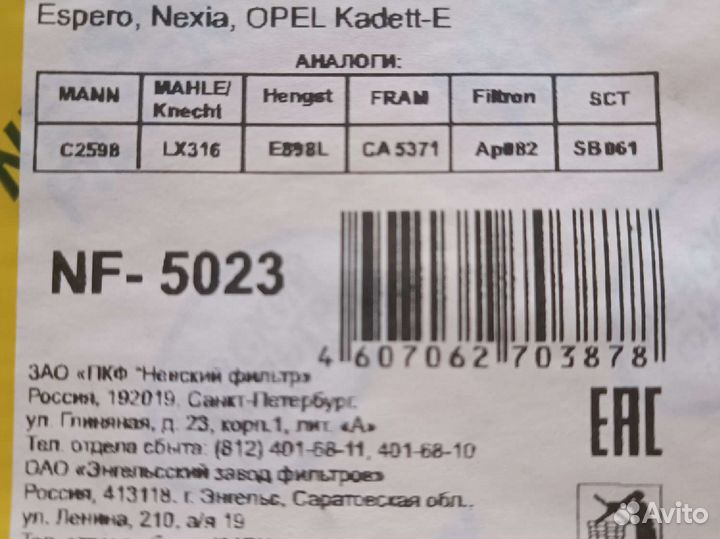 Espero, Nexia, OPEL Kadett-E
АНАЛОГИ:
MANN MAHLE/ Knecht Hengst FRAM Filtron SCT
C2598 LX316 E898L CA 5371 Ap082 SB061
NF- 5023
4 607062 703878
ЗАО «ПКФ "Невский фильтр»
Россия, 192019. Санкт-Петербург,
ул. Глиняная, д. 23, корп.1, лит. «А»
Тел. отдела сбыта: (812) 401-68-11, 401-68-10
ОАО «Энгельсский завод фильтров»
Россия, 413118. г. Энгельс, Саратовская обл.,
ул. Ленина, 210, а/я 19
EAC
Avito